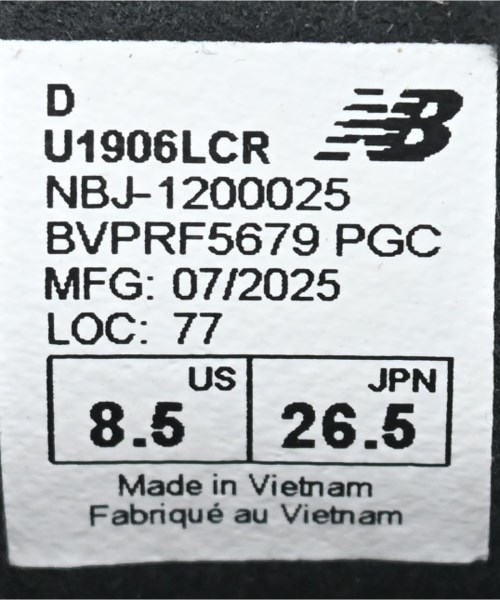 D
U1906LCR
NBJ-1200025
BVPRF5679 PGC
MFG: 07/2025
LOC: 77
US JPN
8.5 26.5
Made in Vietnam
Fabriqué au Vietnam